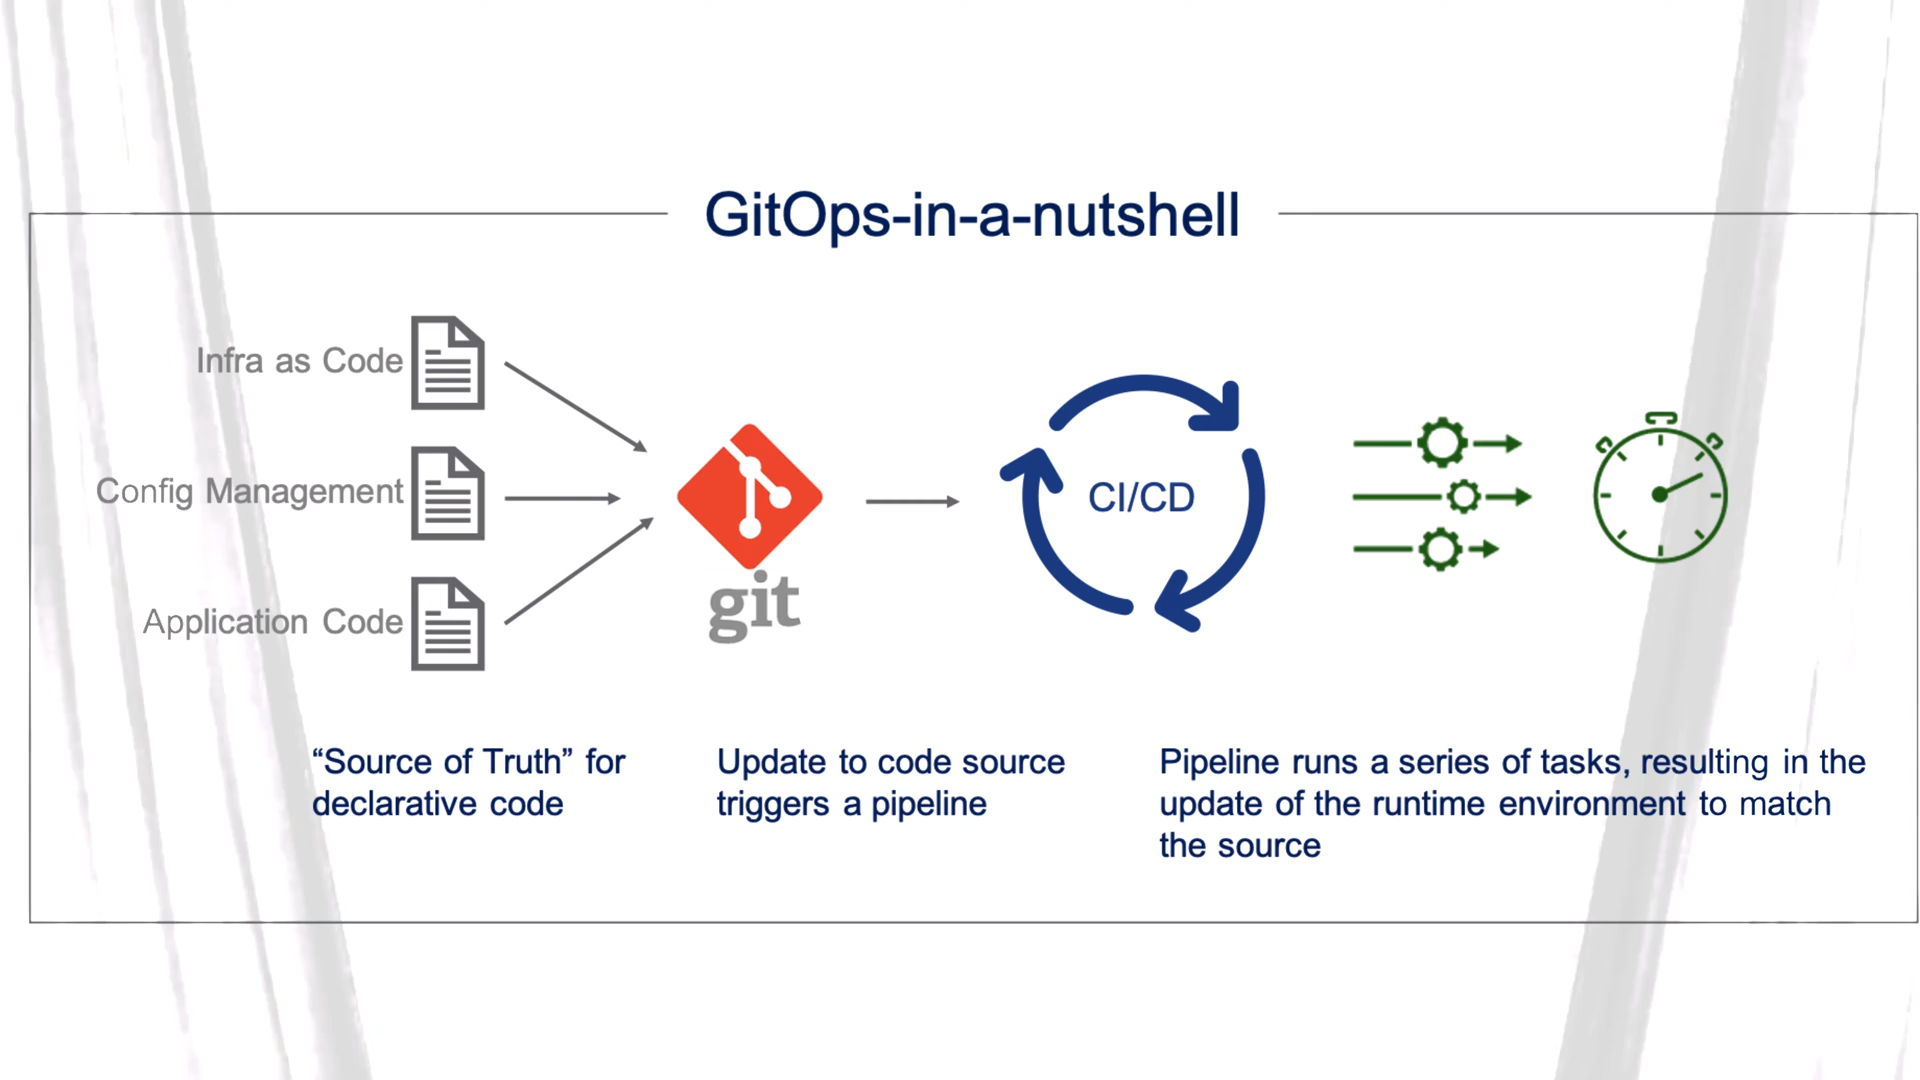 GitOps-in-a-nutshell
Infra as Code
Config Management
Application Code
git
CI/CD
“Source of Truth” for
declarative code
Update to code source
triggers a pipeline
Pipeline runs a series of tasks, resulting in the
update of the runtime environment to match
the source